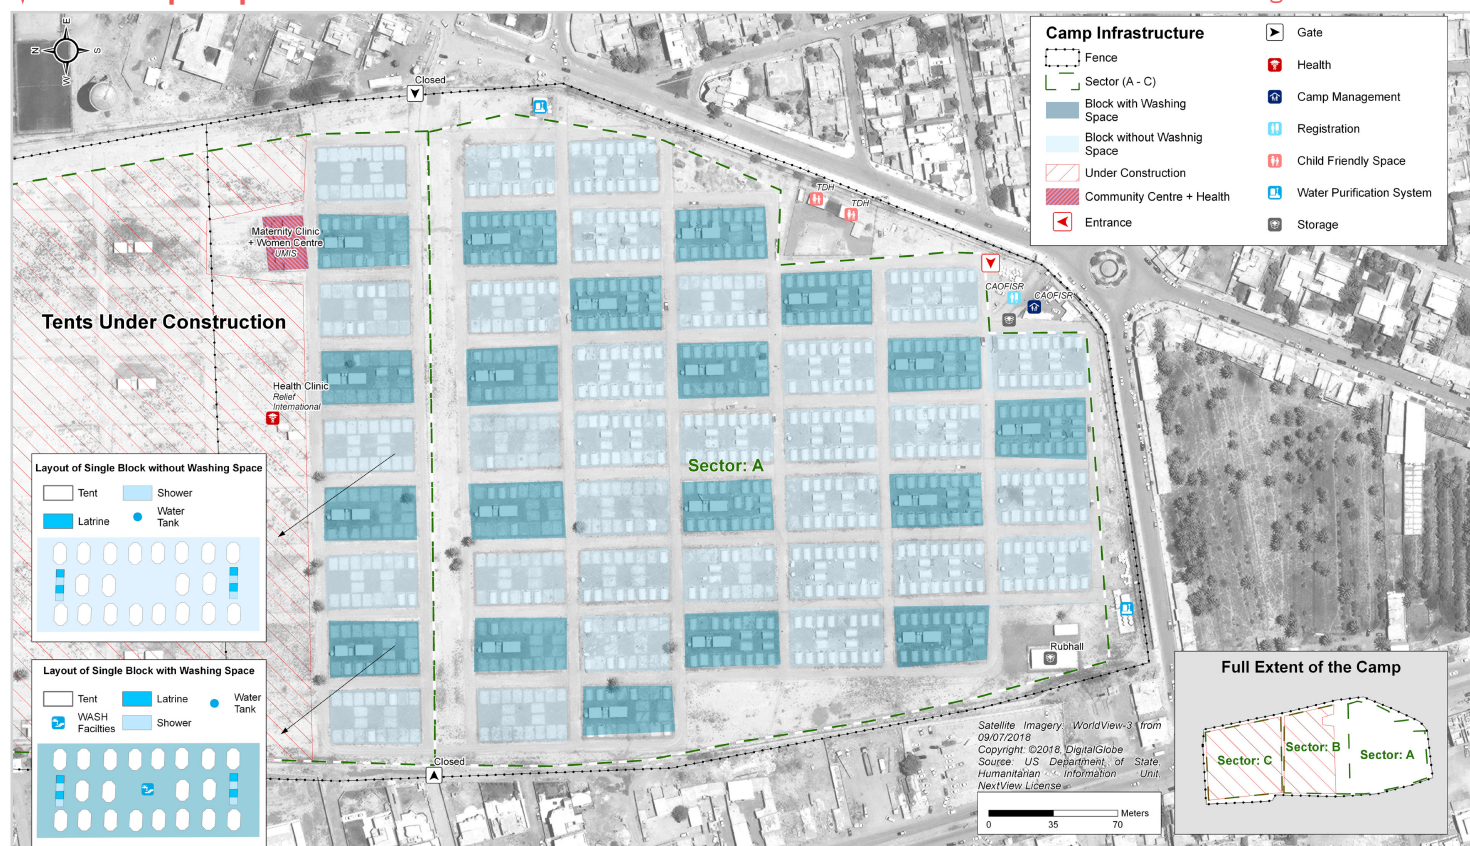 E
N
S
W
Closed
Camp Infrastructure
Fence
Sector (A - C)
Block with Washing
Space
Block without Washnig
Space
Under Construction
Community Centre + Health
Entrance
Gate
Health
Camp Management
Registration
Child Friendly Space
Water Purification System
Storage
TDH
TDH
Maternity Clinic
+ Women Centre
UMIS
CAOFISR
CAOFISR
Tents Under Construction
Health Clinic
Relief
International
Sector: A
Layout of Single Block without Washing Space
Tent
Shower
Latrine
Water
Tank
Layout of Single Block with Washing Space
Tent
Latrine
Water
Tank
WASH
Facilties
Shower
Closed
Rubhall
Satellite Imagery: WorldView-3 from
09/07/2018
Copyright: ©2018, DigitalGlobe
Source: US Department of State,
Humanitarian Information Unit,
NextView License
Meters
0
35
70
Full Extent of the Camp
Sector: C
Sector: B
Sector: A